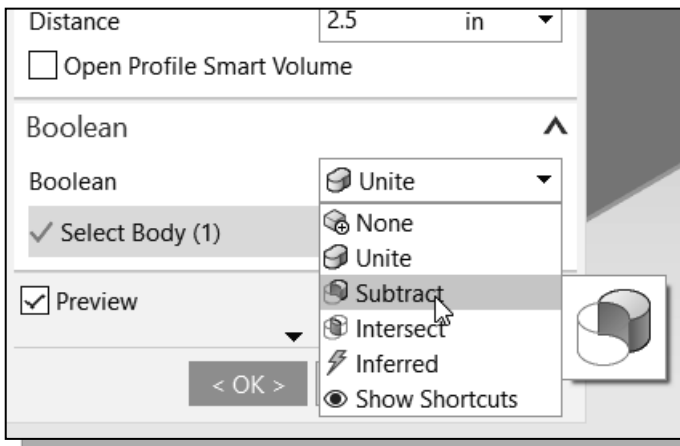 Distance 2.5 in
Open Profile Smart Volume
Boolean
Boolean Unite
Select Body (1) None
Unite
Subtract
Preview
Intersect
Inferred
< OK > Show Shortcuts